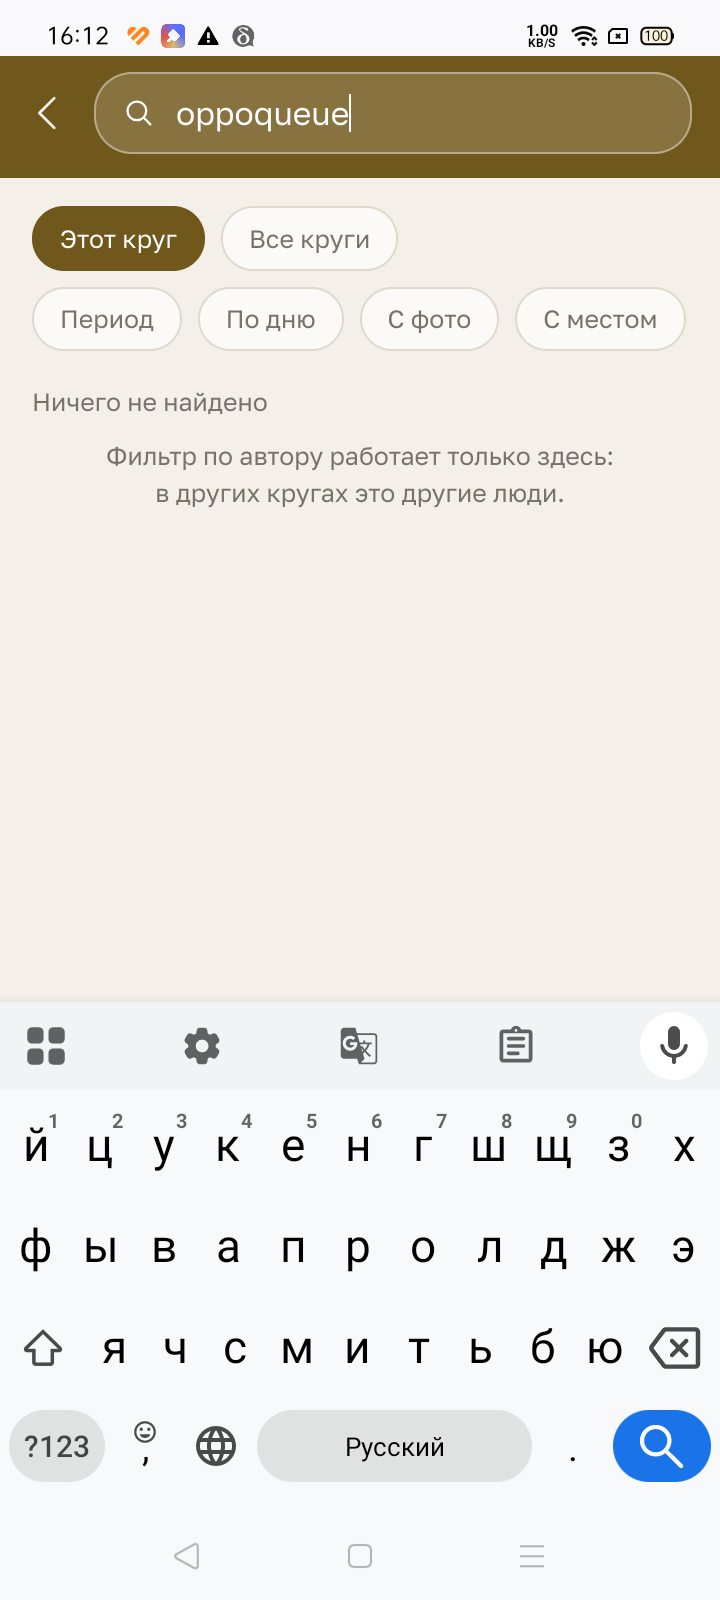 16:12 1.00 KB/S 100
oppoqueue
Этот круг Все круги
Период По дню С фото С местом
Ничего не найдено
Фильтр по автору работает только здесь:
в других кругах это другие люди.
1 2 3 4 5 6 7 8 9 0
й ц у к е н г ш щ з х
ф ы в а п р о л д ж э
я ч с м и т ь б ю
?123 , Русский .